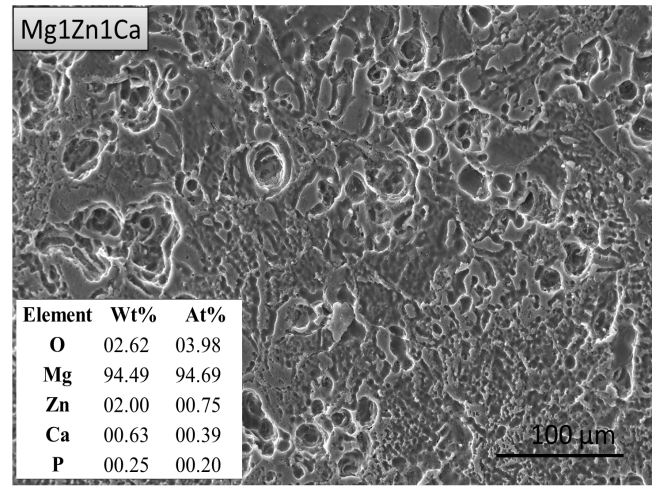 Mg1Zn1Ca
Element Wt% At%
O 02.62 03.98
Mg 94.49 94.69
Zn 02.00 00.75
Ca 00.63 00.39
P 00.25 00.20
100 μm